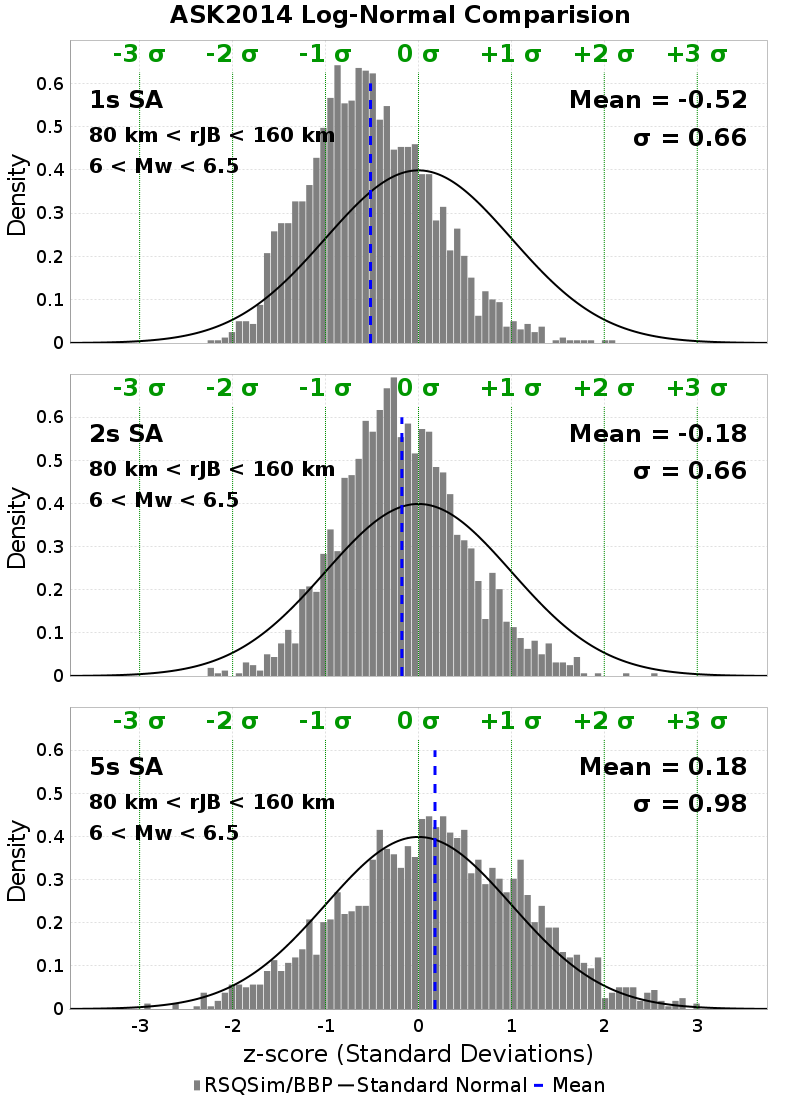 ASK2014 Log-Normal Comparision
-3 σ -2 σ -1 σ 0 σ +1 σ +2 σ +3 σ
1s SA
Mean = -0.52
80 km < rJB < 160 km
σ = 0.66
6 < Mw < 6.5
Density
0.6
0.5
0.4
0.3
0.2
0.1
0
-3 σ -2 σ -1 σ 0 σ +1 σ +2 σ +3 σ
2s SA
Mean = -0.18
80 km < rJB < 160 km
σ = 0.66
6 < Mw < 6.5
Density
0.6
0.5
0.4
0.3
0.2
0.1
0
-3 σ -2 σ -1 σ 0 σ +1 σ +2 σ +3 σ
5s SA
Mean = 0.18
80 km < rJB < 160 km
σ = 0.98
6 < Mw < 6.5
Density
0.6
0.5
0.4
0.3
0.2
0.1
0
-3 -2 -1 0 1 2 3
z-score (Standard Deviations)
RSQSim/BBP Standard Normal Mean